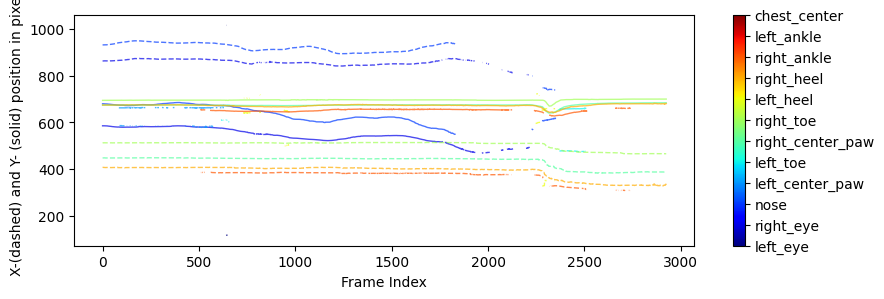 1000
800
600
400
200
0
500
1000
1500
2000
2500
3000
Frame Index
X-(dashed) and Y- (solid) position in pixe
chest_center
left_ankle
right_ankle
right_heel
left_heel
right_toe
right_center_paw
left_toe
left_center_paw
nose
right_eye
left_eye